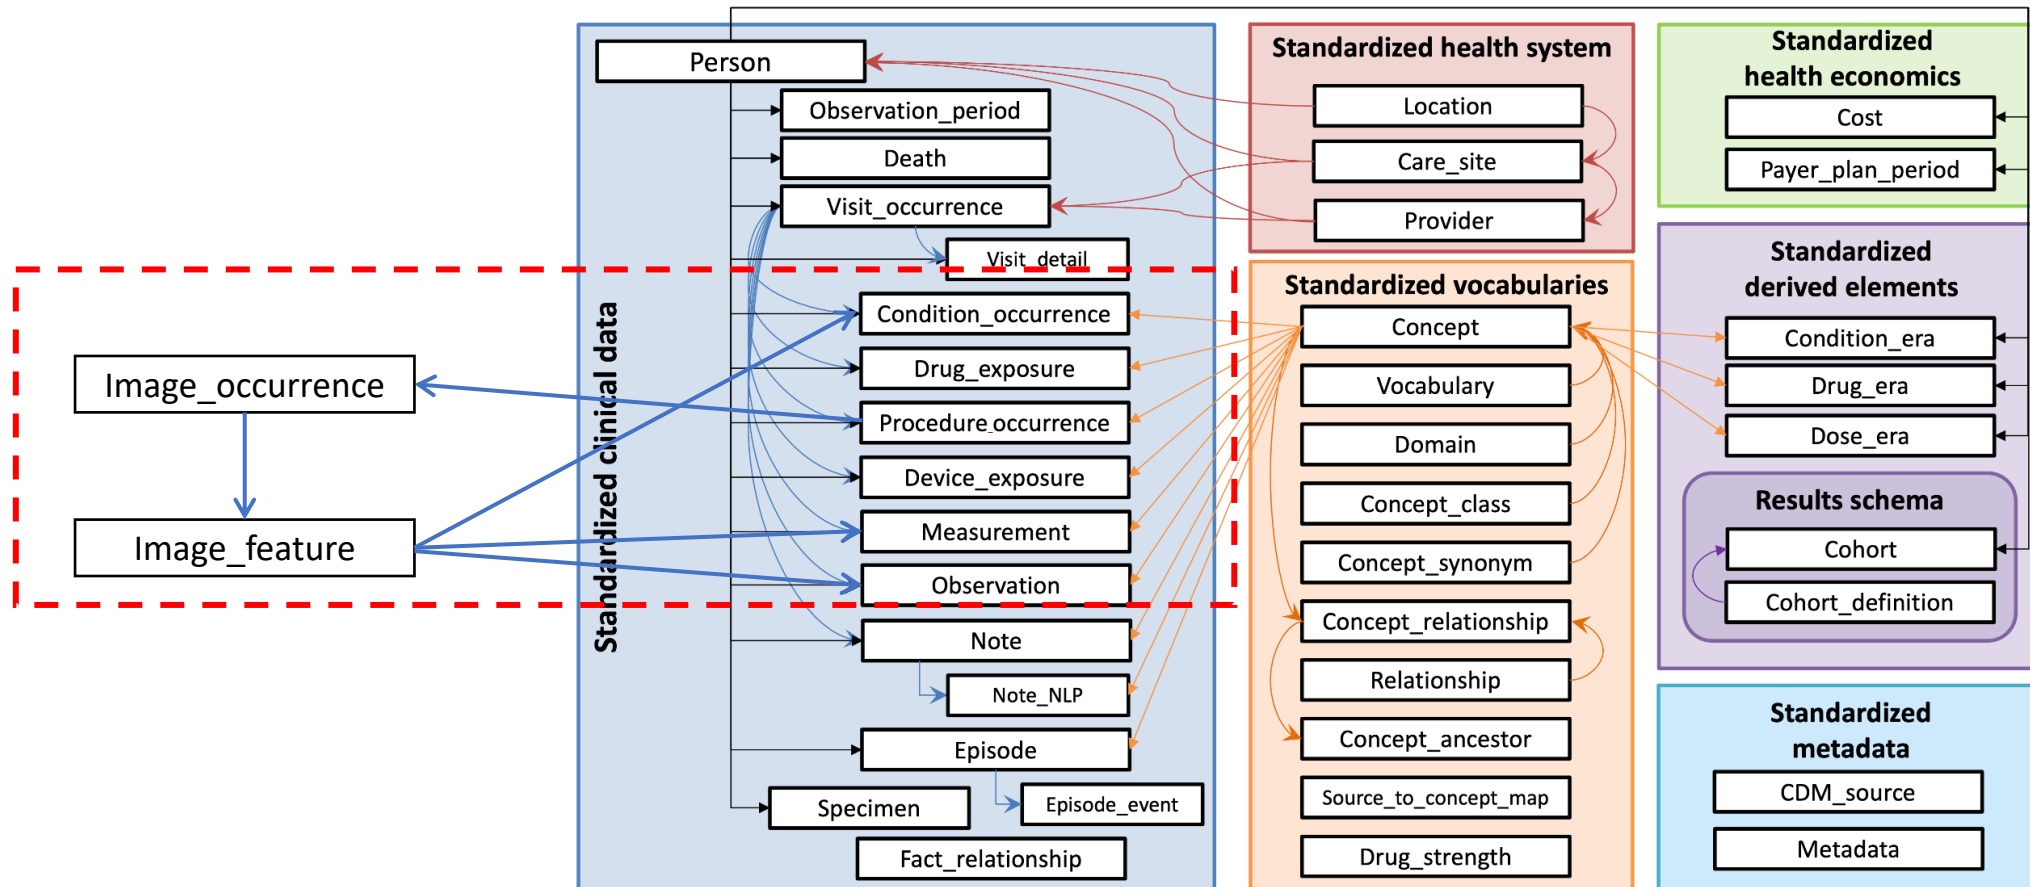 Image_occurrence
Image_feature
Standardized clinical data
Person
Observation_period
Death
Visit_occurrence
Visit_detail
Condition_occurrence
Drug_exposure
Procedure_occurrence
Device_exposure
Measurement
Observation
Note
Note_NLP
Episode
Episode_event
Specimen
Fact_relationship
Standardized health system
Location
Care_site
Provider
Standardized vocabularies
Concept
Vocabulary
Domain
Concept_class
Concept_synonym
Concept_relationship
Relationship
Concept_ancestor
Source_to_concept_map
Drug_strength
Standardized
health economics
Cost
Payer_plan_period
Standardized
derived elements
Condition_era
Drug_era
Dose_era
Results schema
Cohort
Cohort_definition
Standardized
metadata
CDM_source
Metadata